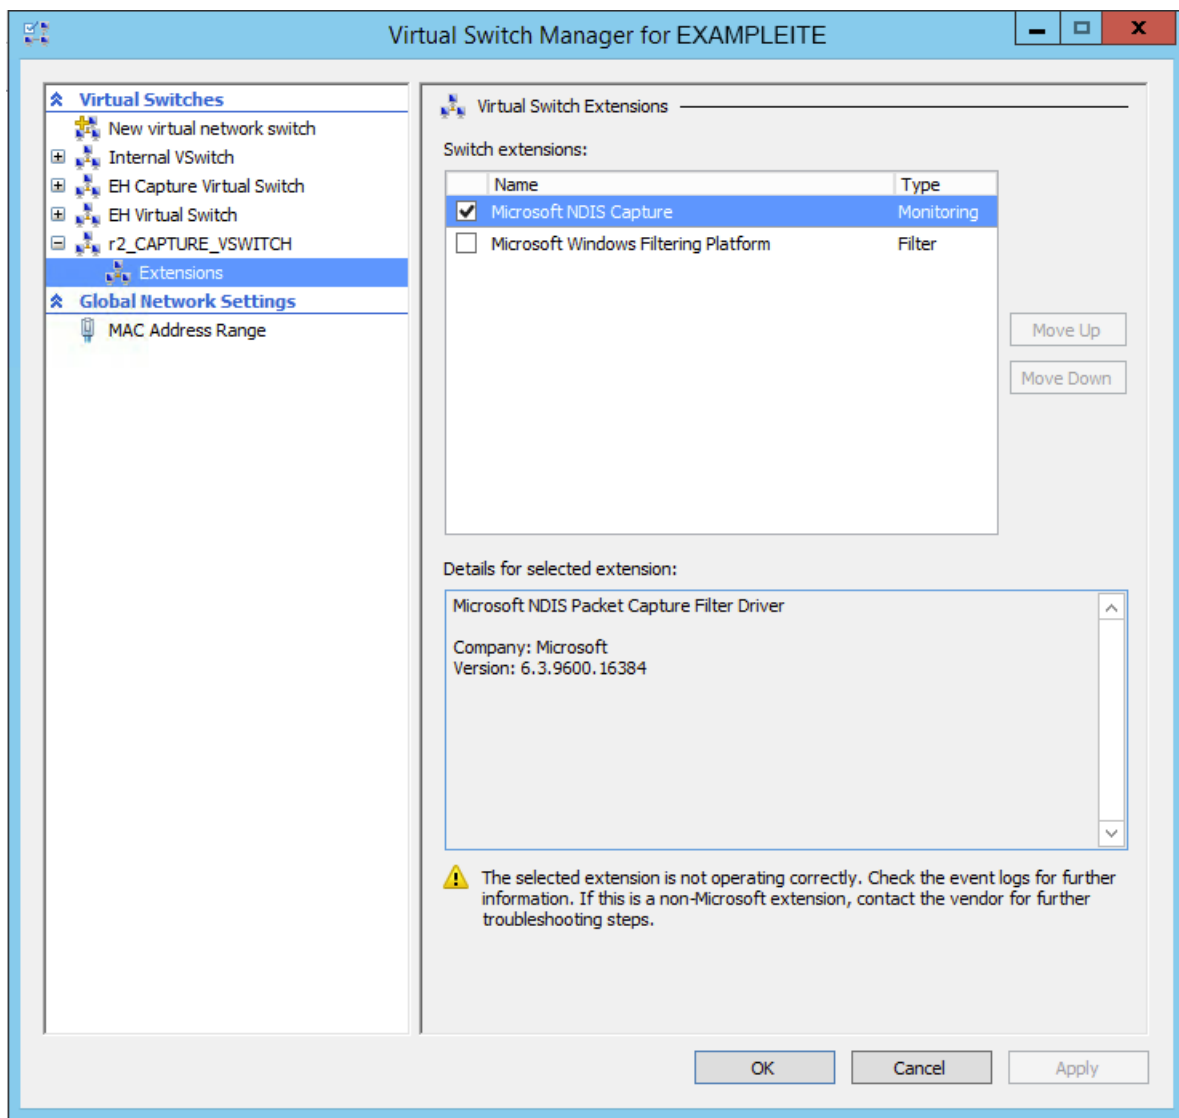 Virtual Switch Manager for EXAMPLEITE
Virtual Switches
New virtual network switch
Internal VSwitch
EH Capture Virtual Switch
EH Virtual Switch
r2_CAPTURE_VSWITCH
Extensions
Global Network Settings
MAC Address Range
Virtual Switch Extensions
Switch extensions:
Name Type
Microsoft NDIS Capture Monitoring
Microsoft Windows Filtering Platform Filter
Move Up
Move Down
Details for selected extension:
Microsoft NDIS Packet Capture Filter Driver
Company: Microsoft
Version: 6.3.9600.16384
The selected extension is not operating correctly. Check the event logs for further
information. If this is a non-Microsoft extension, contact the vendor for further
troubleshooting steps.
OK Cancel Apply